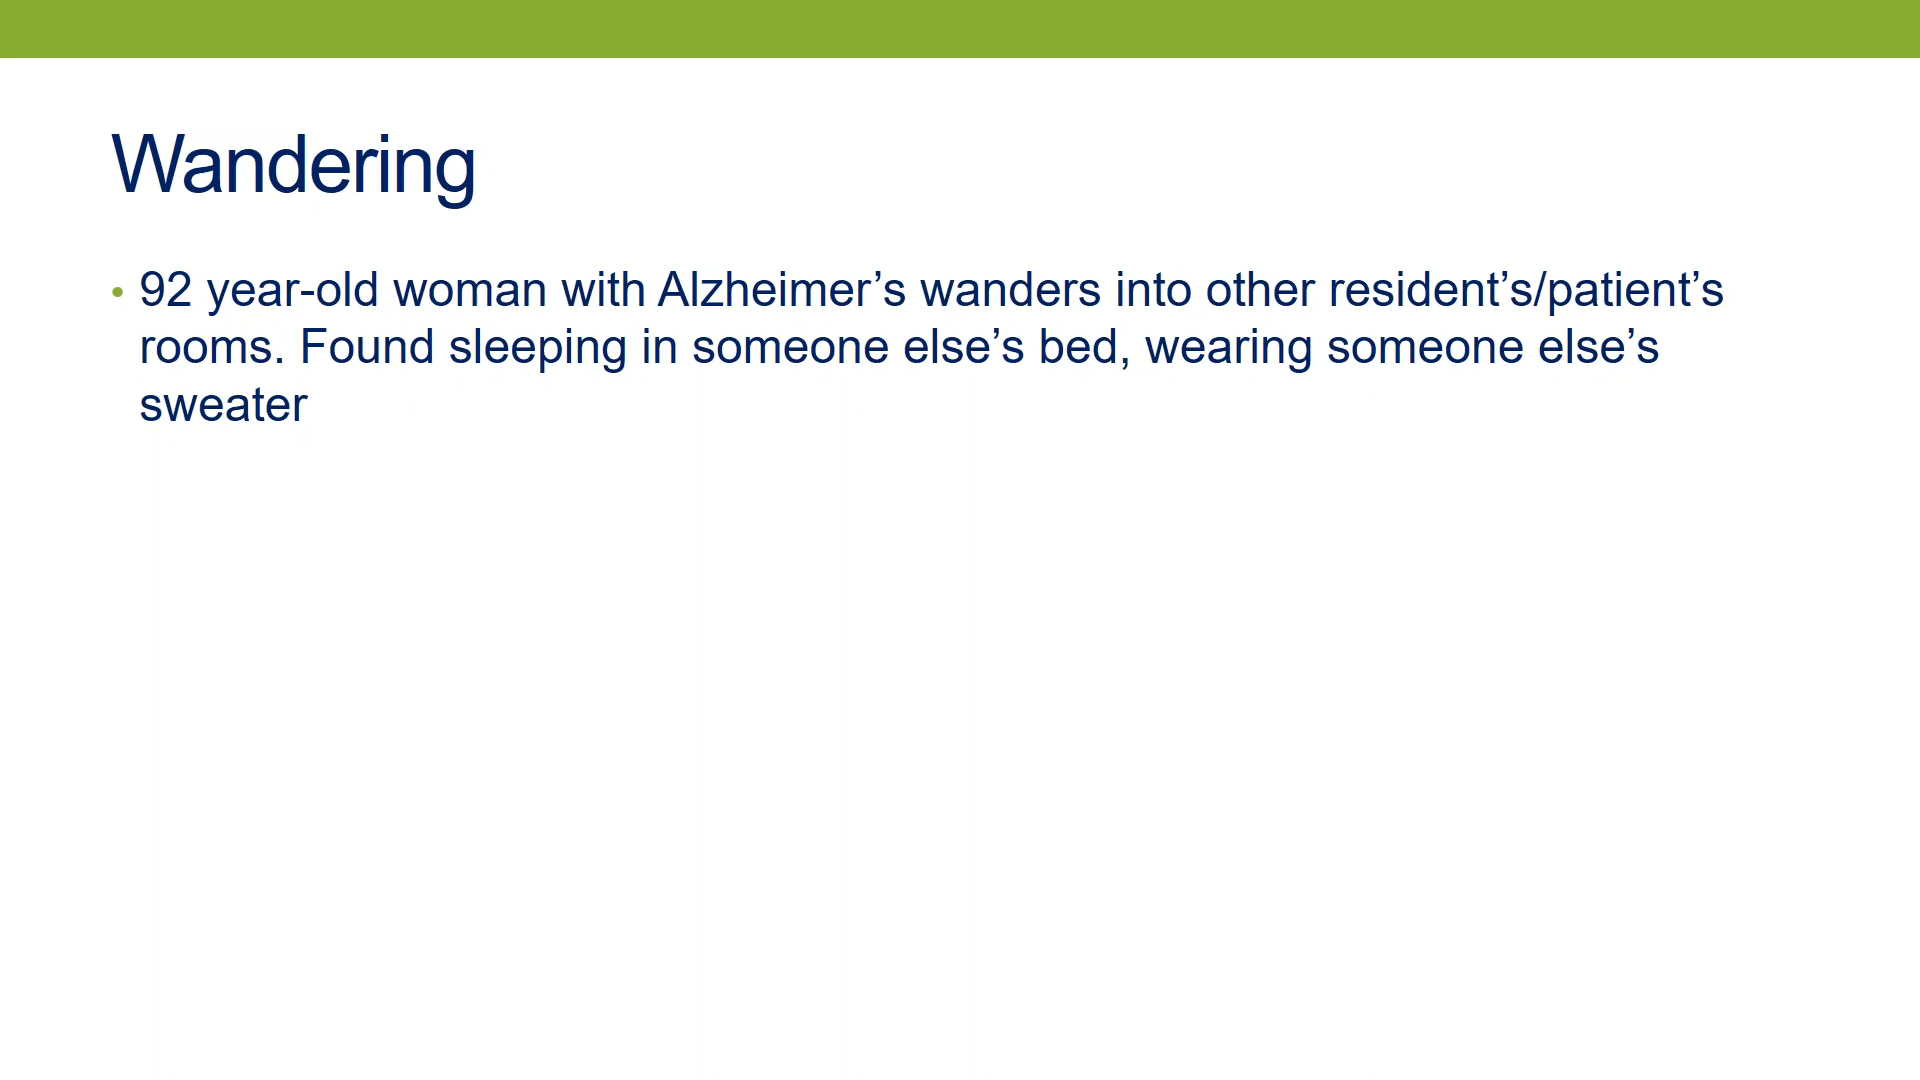 Wandering
• 92 year-old woman with Alzheimer’s wanders into other resident’s/patient’s
rooms. Found sleeping in someone else’s bed, wearing someone else’s
sweater